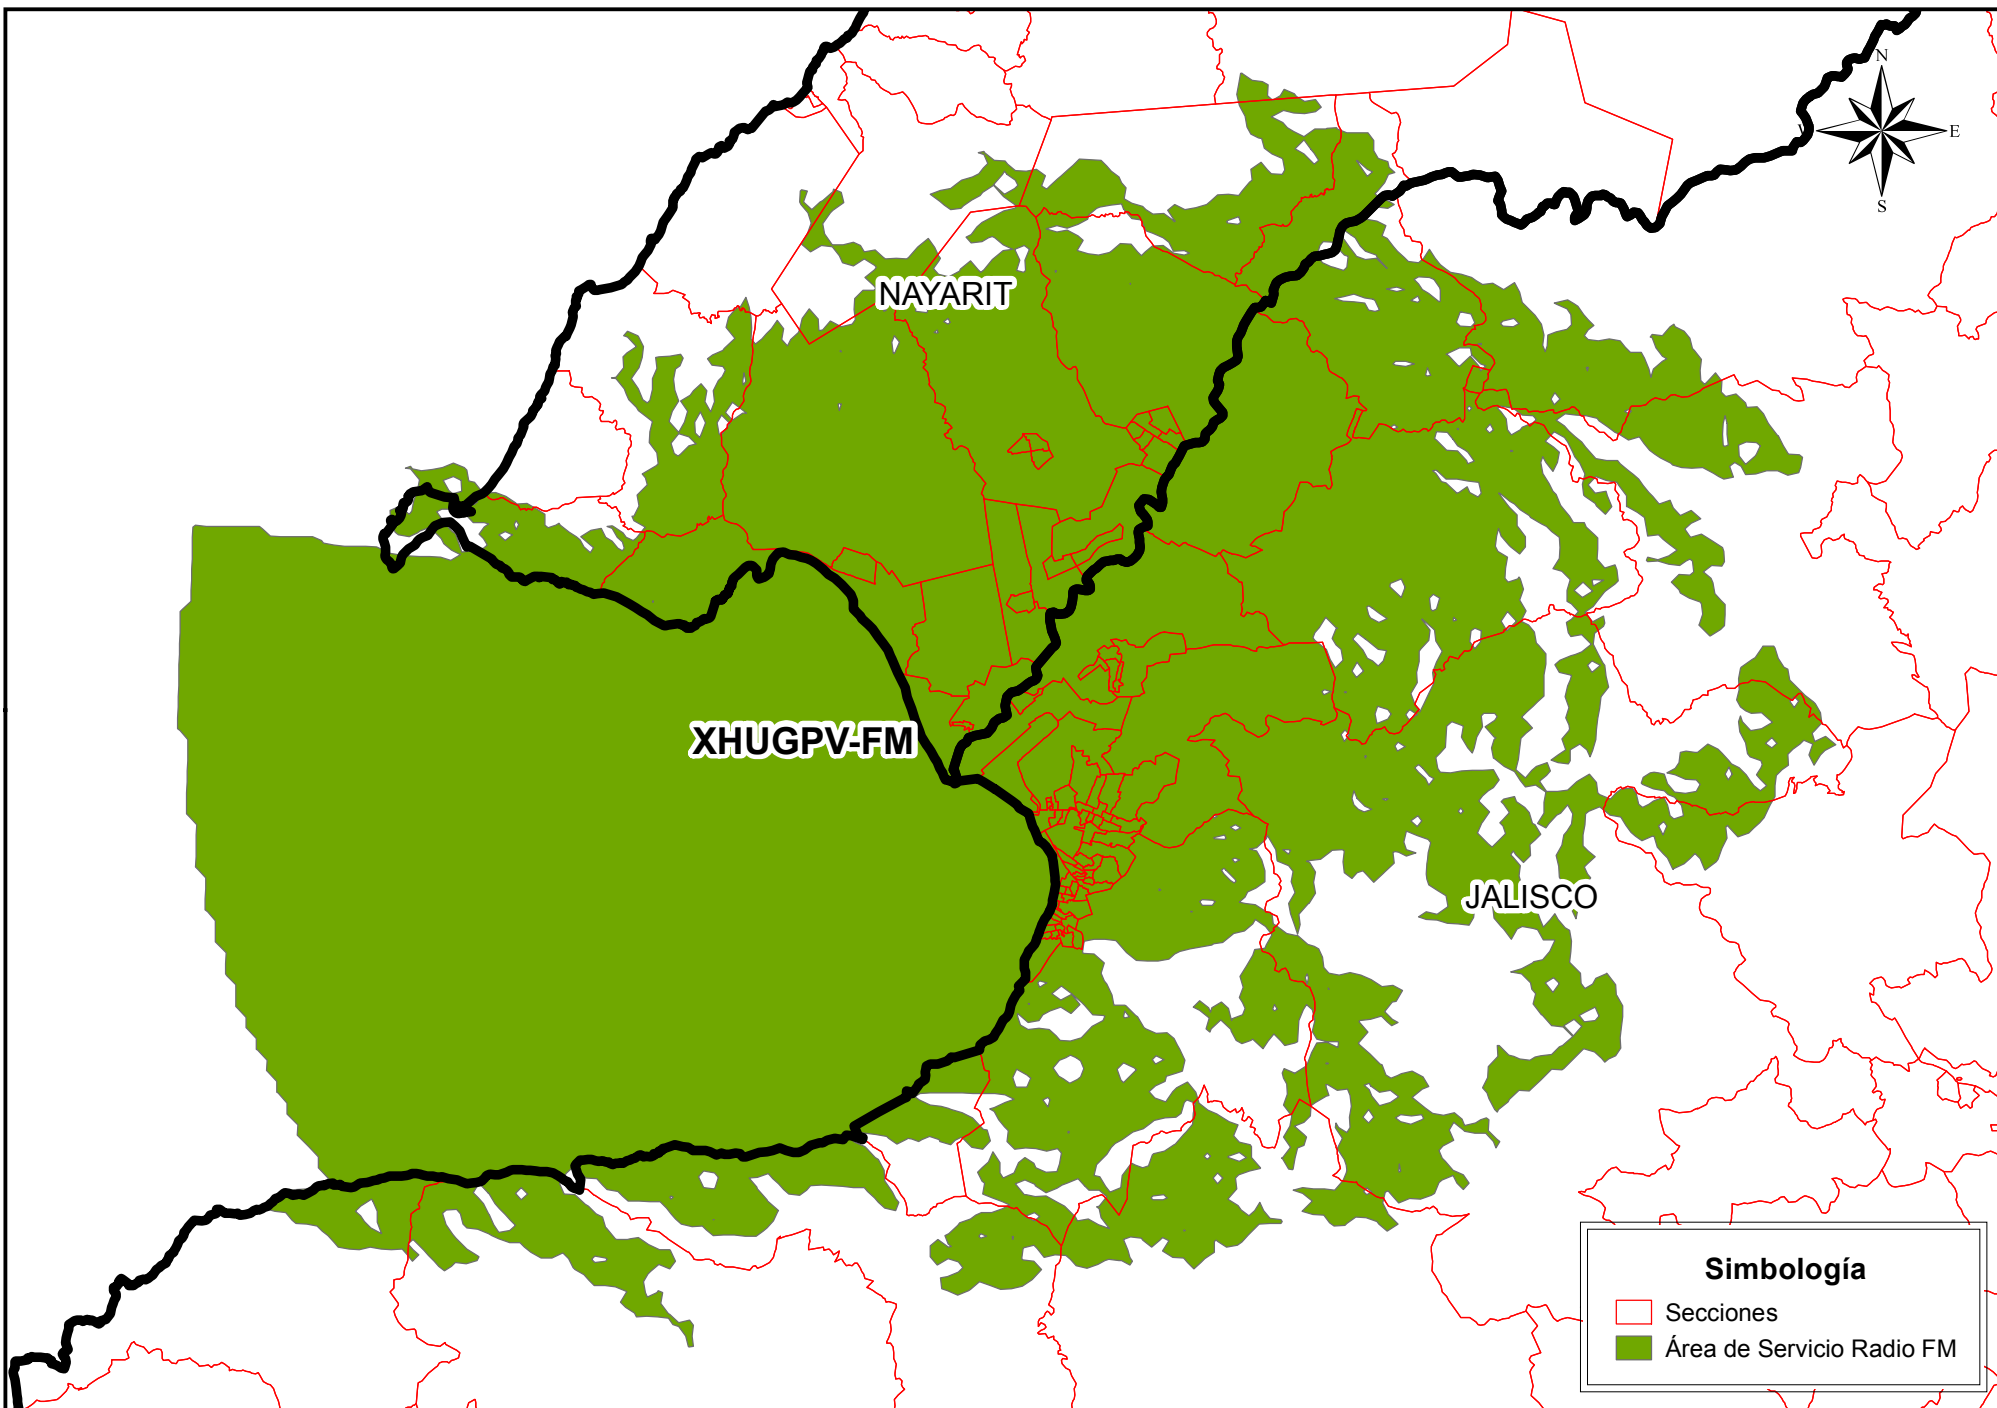 N
E
S
NAYARIT
XHUGPV-FM
JALISCO
Simbología
Secciones
Área de Servicio Radio FM